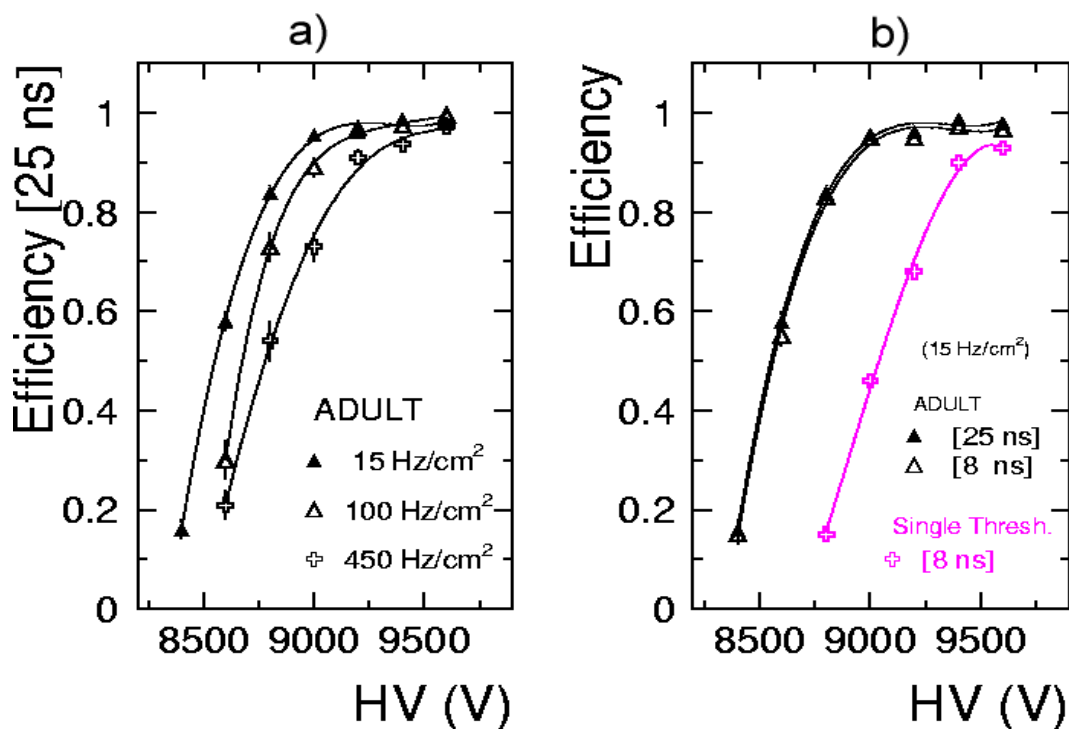 a)
Efficiency [25 ns]
1
0.8
0.6
0.4
0.2
0
8500 9000 9500
HV (V)
ADULT
15 Hz/cm²
100 Hz/cm²
450 Hz/cm²
b)
Efficiency
1
0.8
0.6
0.4
0.2
0
8500 9000 9500
HV (V)
(15 Hz/cm²)
ADULT
[25 ns]
[8 ns]
Single Thresh.
[8 ns]